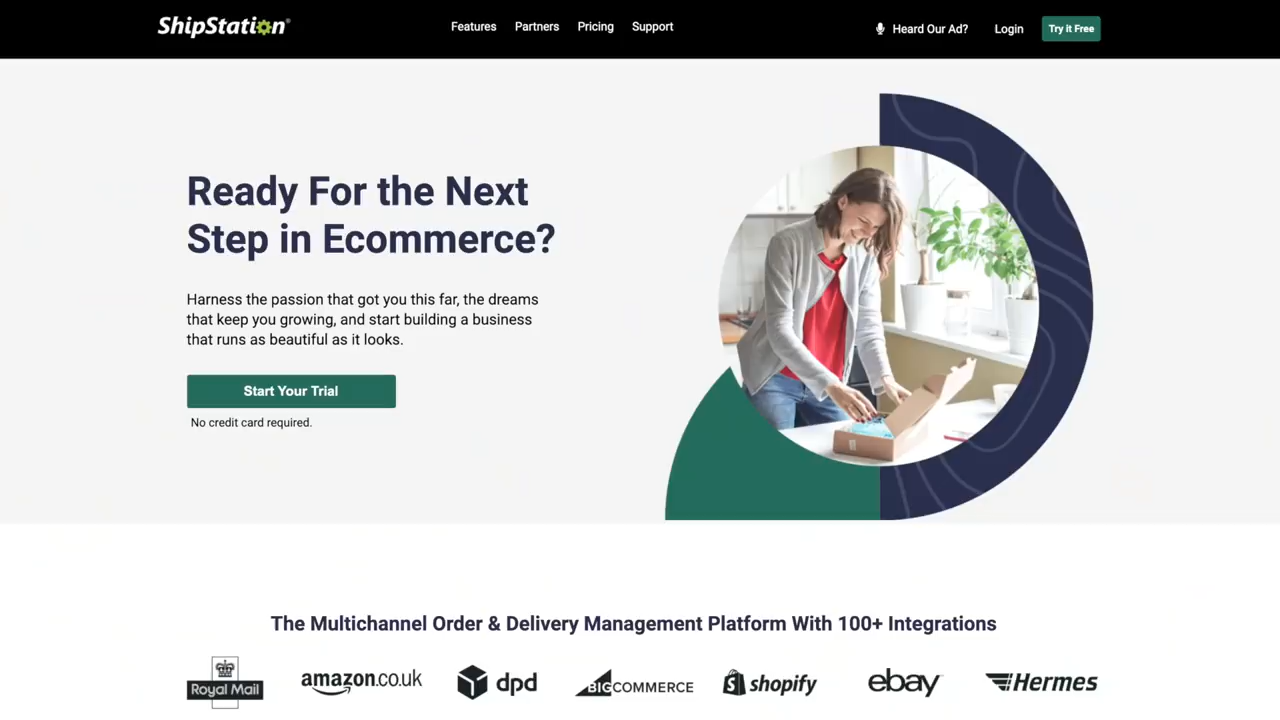 ShipStation®
Features Partners Pricing Support
Heard Our Ad? Login Try it Free
Ready For the Next
Step in Ecommerce?
Harness the passion that got you this far, the dreams
that keep you growing, and start building a business
that runs as beautiful as it looks.
Start Your Trial
No credit card required.
The Multichannel Order & Delivery Management Platform With 100+ Integrations
Royal Mail amazon.co.uk dpd BIGCOMMERCE shopify ebay Hermes